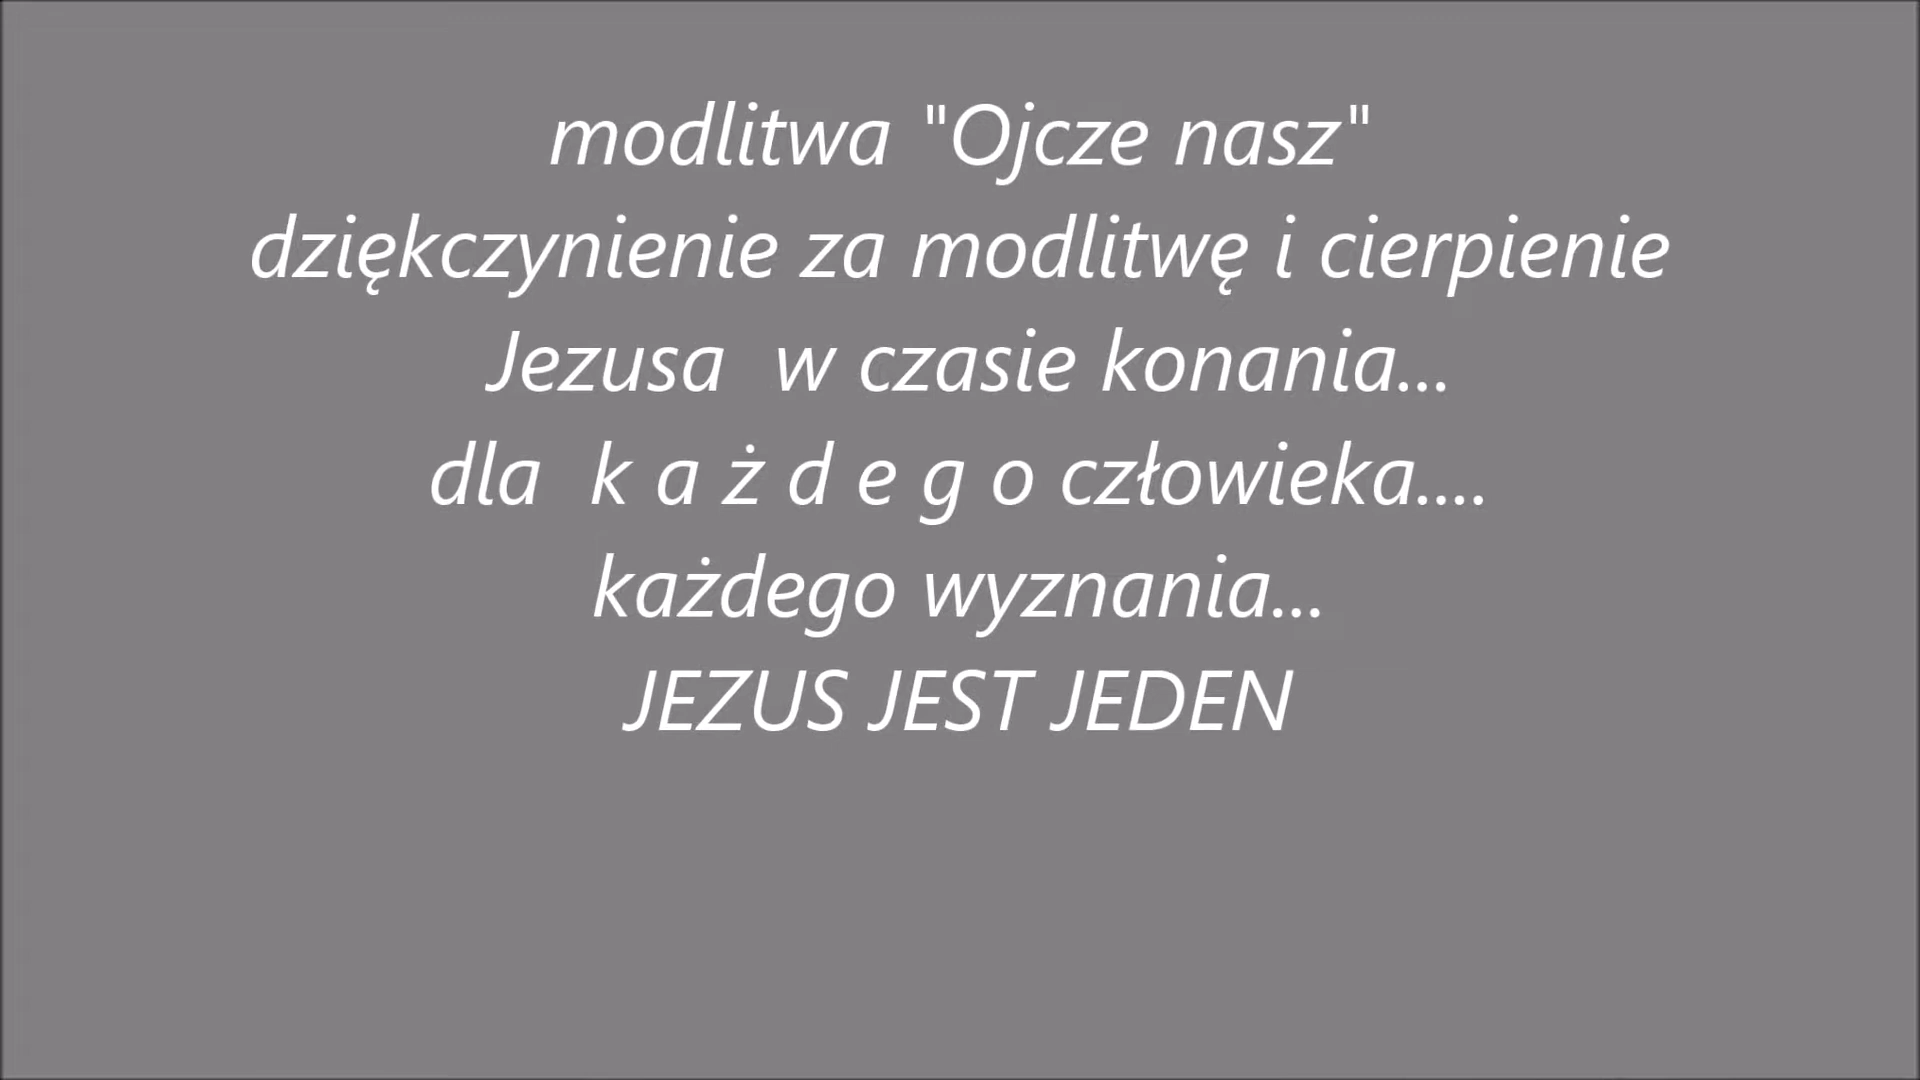 modlitwa "Ojcze nasz"
dziękczynienie za modlitwę i cierpienie
Jezusa  w czasie konania...
dla  k a ż d e g o człowieka....
każdego wyznania...
JEZUS JEST JEDEN